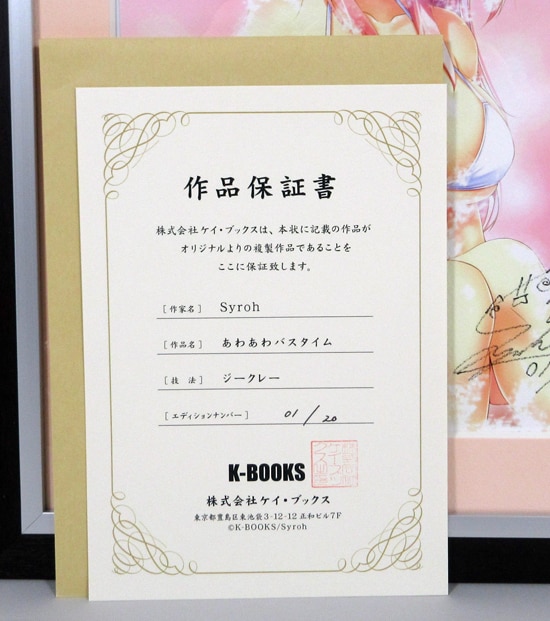 作品保証書
株式会社ケイ・ブックスは、本状に記載の作品が
オリジナルよりの複製作品であることを
ここに保証致します。
[作家名] Syroh
[作品名] あわあわバスタイム
[技 法] ジークレー
[エディションナンバー] 01/20
K-BOOKS
株式会社ケイ・ブックス
東京都豊島区東池袋3-12-12 正和ビル7F
©K-BOOKS/Syroh
01/